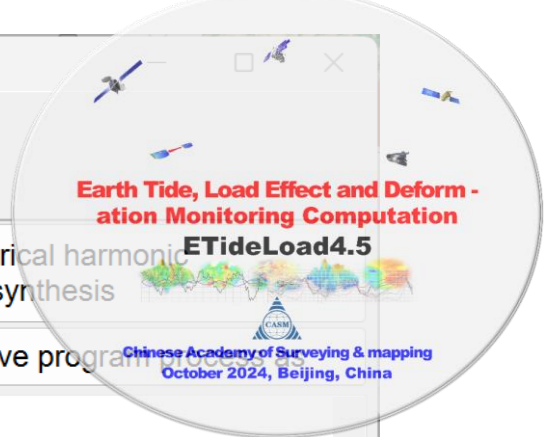 Earth Tide, Load Effect and Deform -
ation Monitoring Computation
rical harmonic
ETideLoad4.5
synthesis
CASM
ve program process as
Chinese Academy of Surveying & mapping
October 2024, Beijing, China